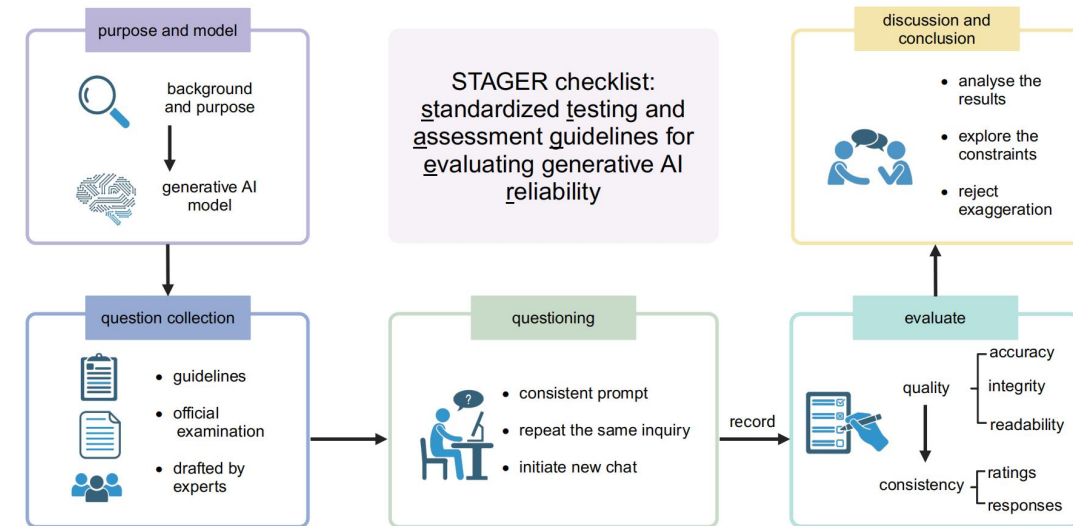 purpose and model
background
and purpose
generative AI
model
STAGER checklist:
standardized testing and
assessment guidelines for
evaluating generative AI
reliability
discussion and
conclusion
• analyse the
results
• explore the
constraints
• reject
exaggeration
question collection
• guidelines
• official
examination
• drafted by
experts
questioning
?
• consistent prompt
• repeat the same inquiry
• initiate new chat
record
evaluate
quality
accuracy
integrity
readability
consistency
ratings
responses